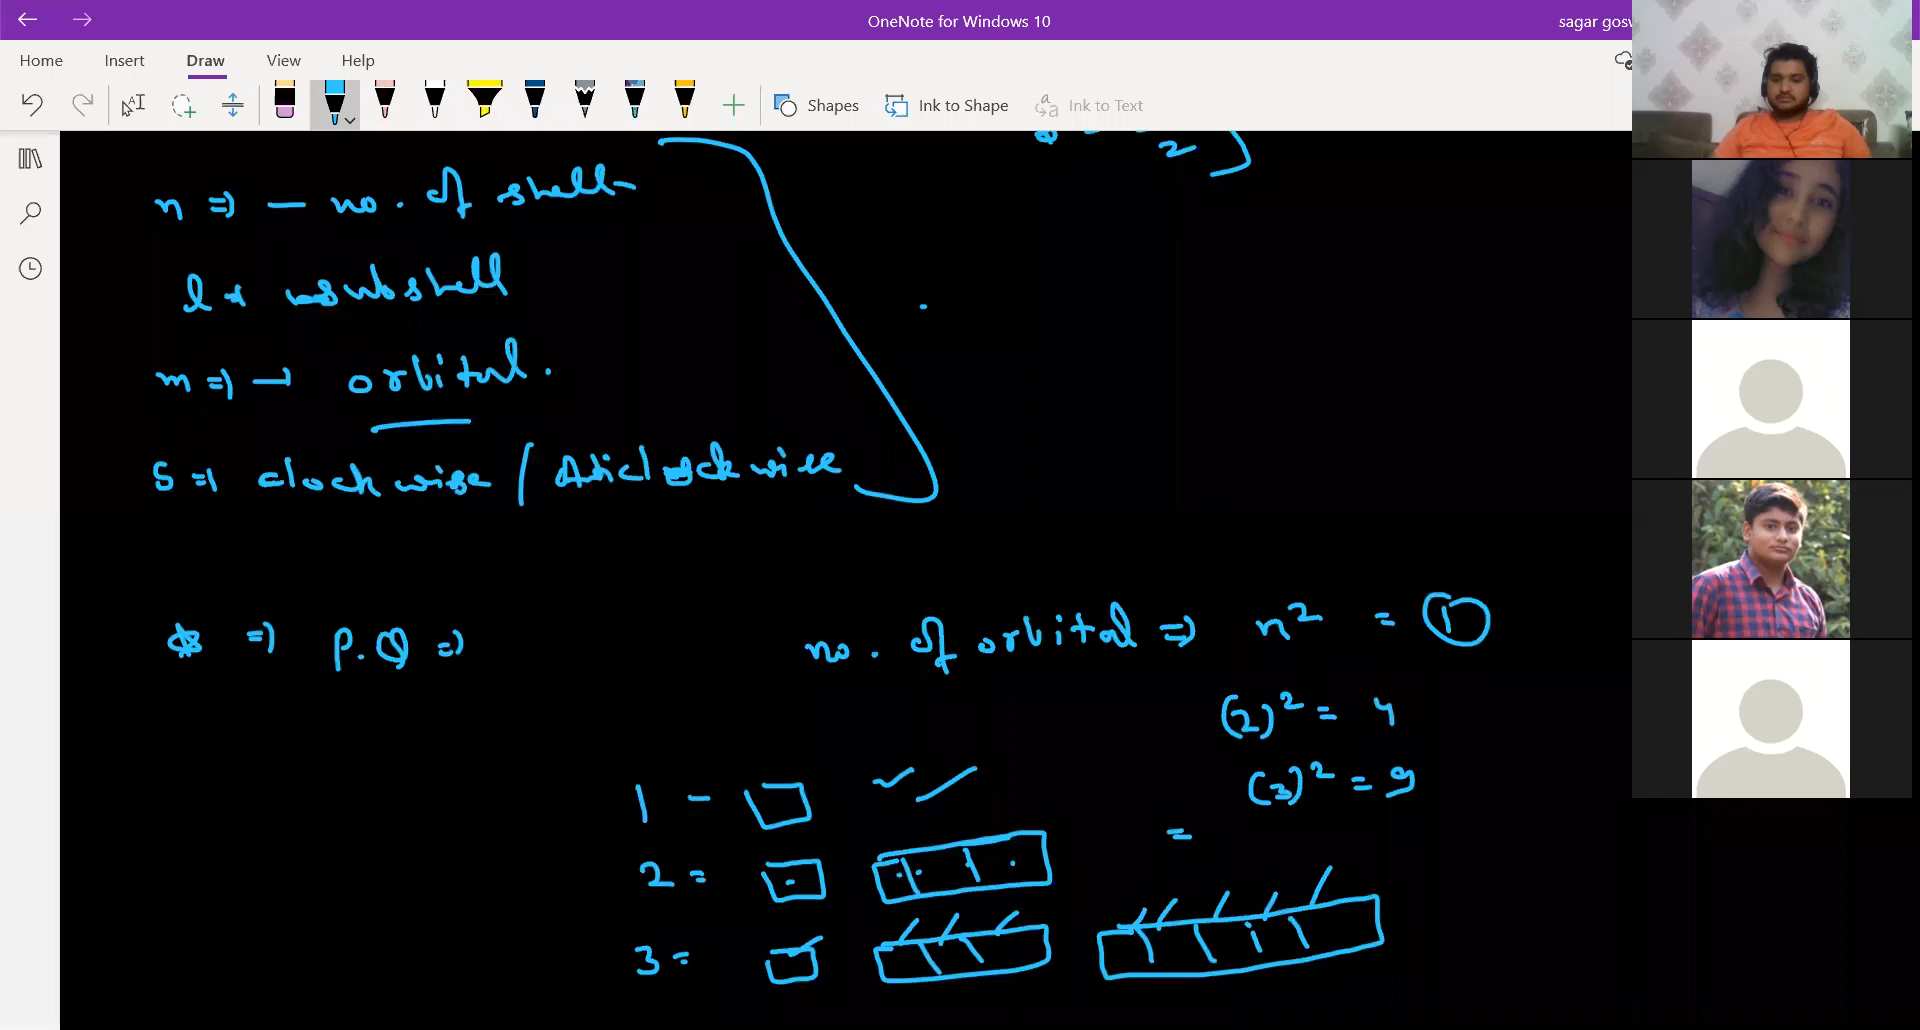 OneNote for Windows 10
sagar gosw
Home Insert Draw View Help
Shapes Ink to Shape Ink to Text
2
n => - no. of shell
l subshell
m => → orbital.
S => clockwise / Anticlockwise
=> P.Q =>
no. of orbital => n² = 1
(2)² = 4
(3)² = 9
=
1 -
2 =
3 =